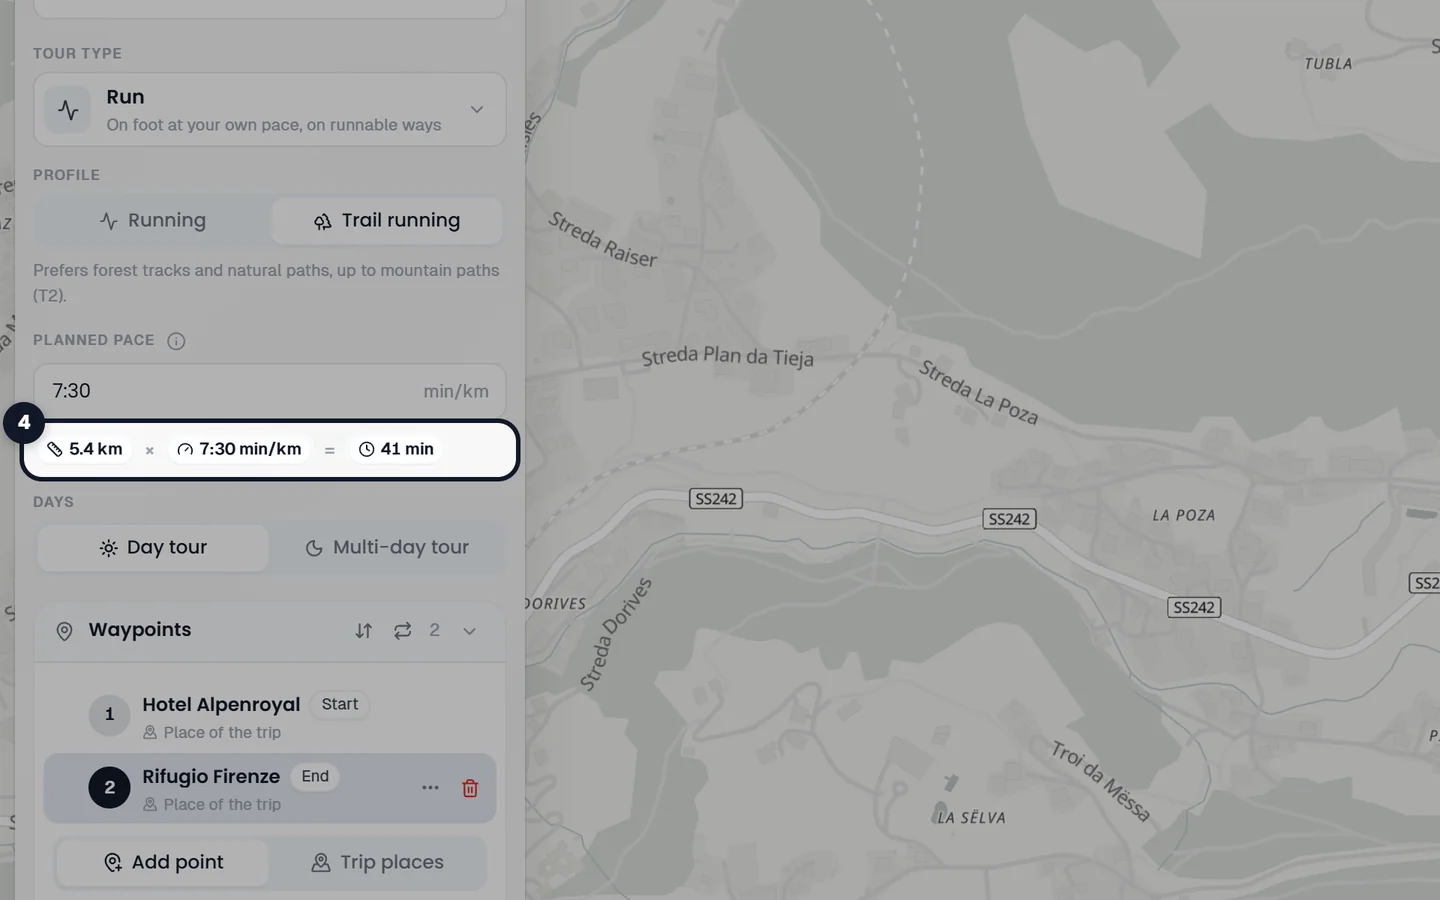 TOUR TYPE
Run
On foot at your own pace, on runnable ways
PROFILE
Running
Trail running
Prefers forest tracks and natural paths, up to mountain paths
(T2).
PLANNED PACE
7:30
min/km
4
5.4 km × 7:30 min/km = 41 min
DAYS
Day tour
Multi-day tour
Waypoints
2
1
Hotel Alpenroyal
Start
Place of the trip
2
Rifugio Firenze
End
Place of the trip
Add point
Trip places
TUBLA
Streda Raiser
Streda Plan da Tieja
Streda La Poza
SS242
SS242
LA POZA
SS242
DORIVES
Streda Dorives
Troi da Mëssa
LA SËLVA